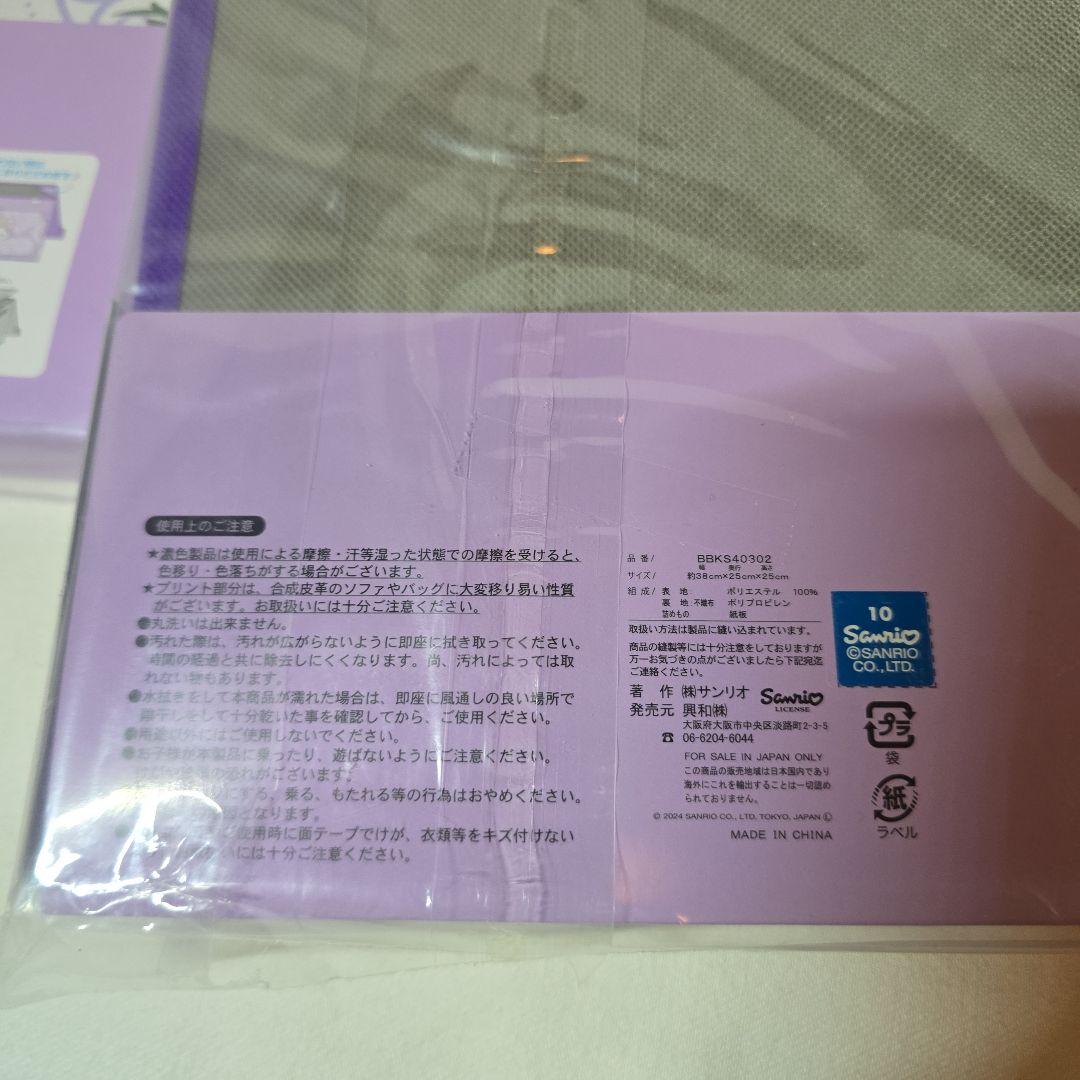 使用上のご注意
★濃色製品は使用による摩擦・汗等湿った状態での摩擦を受けると、
色移り・色落ちがする場合がございます。
★プリント部分は、合成皮革のソファやバッグに大変移り易い性質
がございます。お取扱いには十分ご注意ください。
●丸洗いは出来ません。
●汚れた際は、汚れが広がらないように即座に拭き取ってください。
時間の経過と共に除去しにくくなります。尚、汚れによっては取
れない物もあります。
●水拭きをして本商品が濡れた場合は、即座に風通しの良い場所で
陰干しをして十分乾いた事を確認してから、ご使用ください。
●用途以外にはご使用しないでください。
●お子様が本製品に乗ったり、遊ばないようにご注意ください。
の恐れがございます。
にする、乗る、もたれる等の行為はおやめください。
となります。
ご使用時に面テープでけが、衣類等をキズ付けない
には十分ご注意ください。
品番/ BBKS40302
幅 奥行 高さ
サイズ/ 約38cm×25cm×25cm
組成/表地: ポリエステル 100%
裏地:不織布 ポリプロピレン
詰めもの 紙板
取扱い方法は製品に縫い込まれています。
商品の縫製等には十分注意をしておりますが
万一お気づきの点がございましたら下記宛迄
ご連絡ください。
著作 ㈱サンリオ Sanrio LICENSE
発売元 興和㈱
大阪府大阪市中央区淡路町2-3-5
☎ 06-6204-6044
FOR SALE IN JAPAN ONLY
この商品の販売地域は日本国内であり
海外にこれを輸出することは一切認め
られておりません。
© 2024 SANRIO CO., LTD. TOKYO, JAPAN Ⓛ
MADE IN CHINA
10
Sanrio
©SANRIO
CO.,LTD.
プラ
袋
紙
ラベル